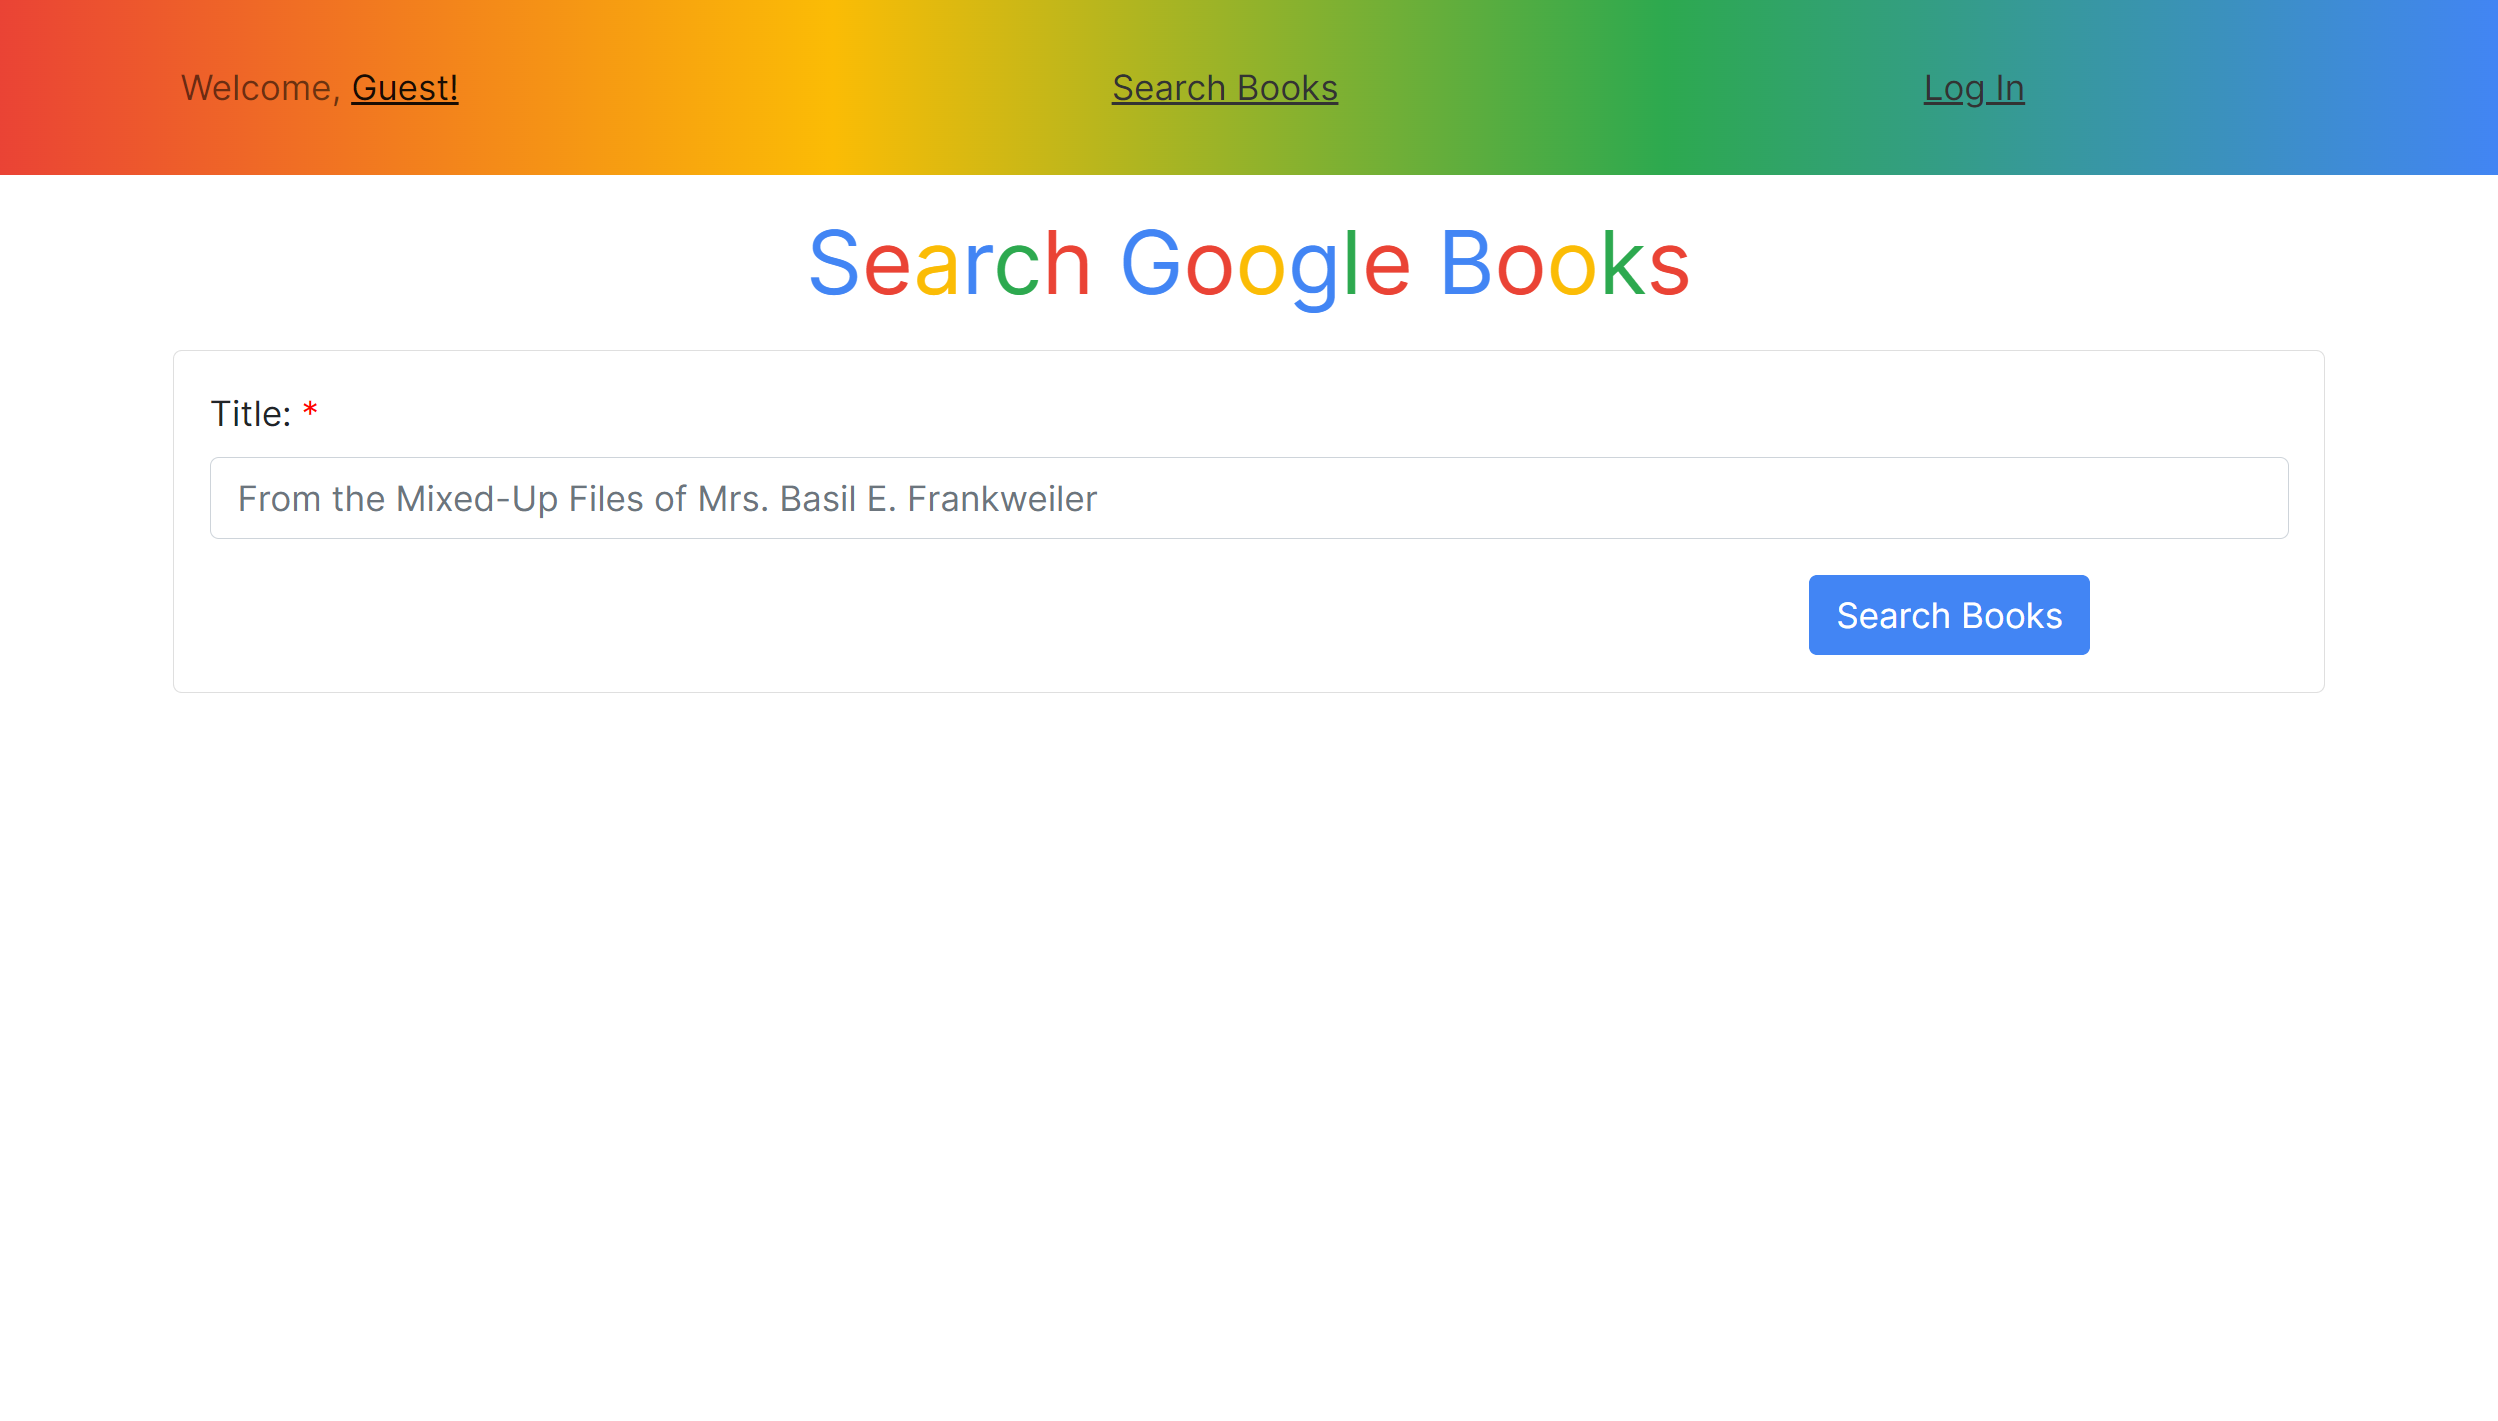 Welcome, Guest! Search Books Log In
Search Google Books
Title: *
From the Mixed-Up Files of Mrs. Basil E. Frankweiler
Search Books